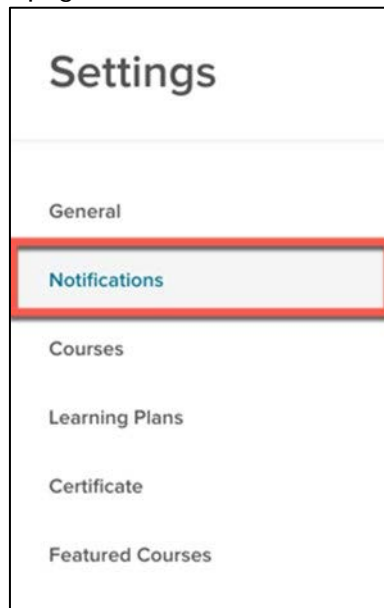 Settings
General
Notifications
Courses
Learning Plans
Certificate
Featured Courses